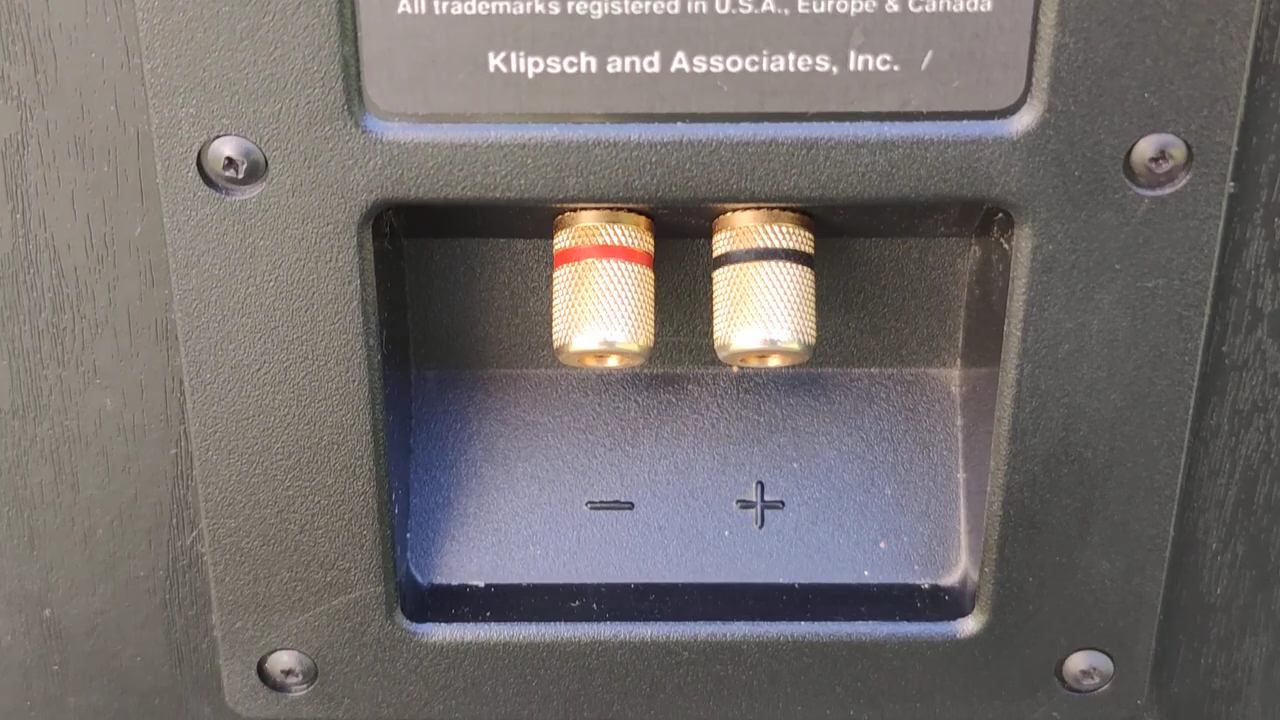 All trademarks registered in U.S.A., Europe & Canada
Klipsch and Associates, Inc. /
− +